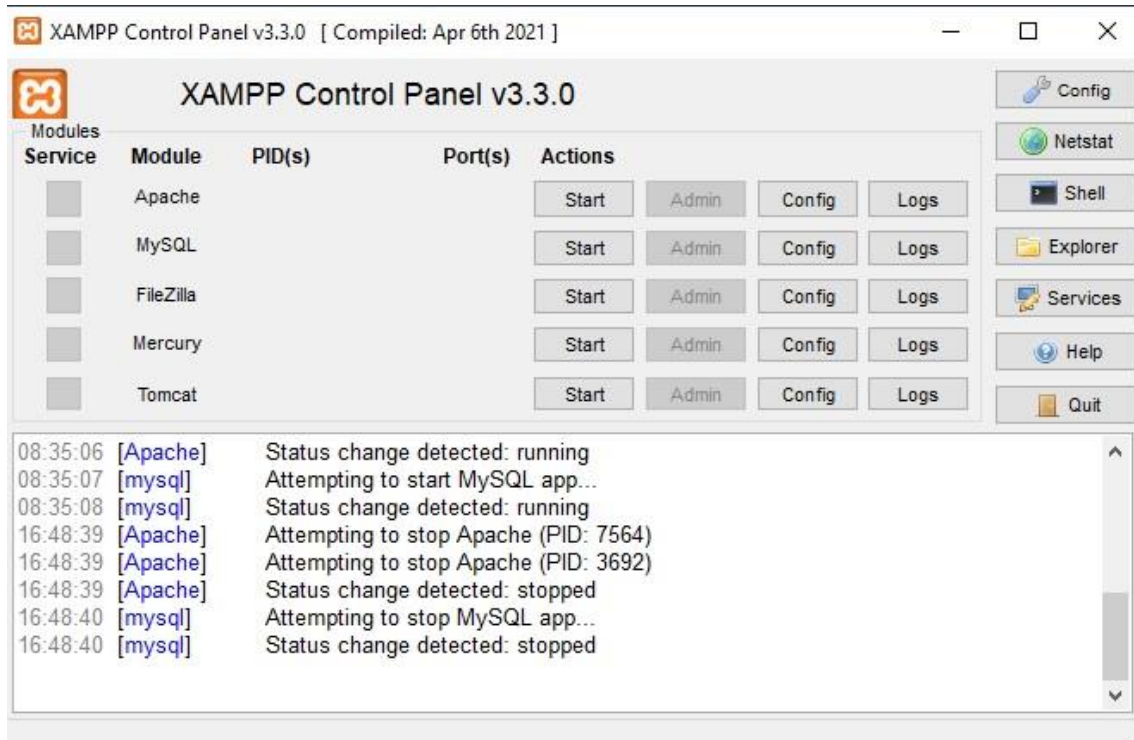 XAMPP Control Panel v3.3.0 [ Compiled: Apr 6th 2021 ]
XAMPP Control Panel v3.3.0
Config
Modules
Netstat
Service Module PID(s) Port(s) Actions
Apache Start Admin Config Logs
Shell
MySQL Start Admin Config Logs
Explorer
FileZilla Start Admin Config Logs
Services
Mercury Start Admin Config Logs
Help
Tomcat Start Admin Config Logs
Quit
08:35:06 [Apache] Status change detected: running
08:35:07 [mysql] Attempting to start MySQL app...
08:35:08 [mysql] Status change detected: running
16:48:39 [Apache] Attempting to stop Apache (PID: 7564)
16:48:39 [Apache] Attempting to stop Apache (PID: 3692)
16:48:39 [Apache] Status change detected: stopped
16:48:40 [mysql] Attempting to stop MySQL app...
16:48:40 [mysql] Status change detected: stopped